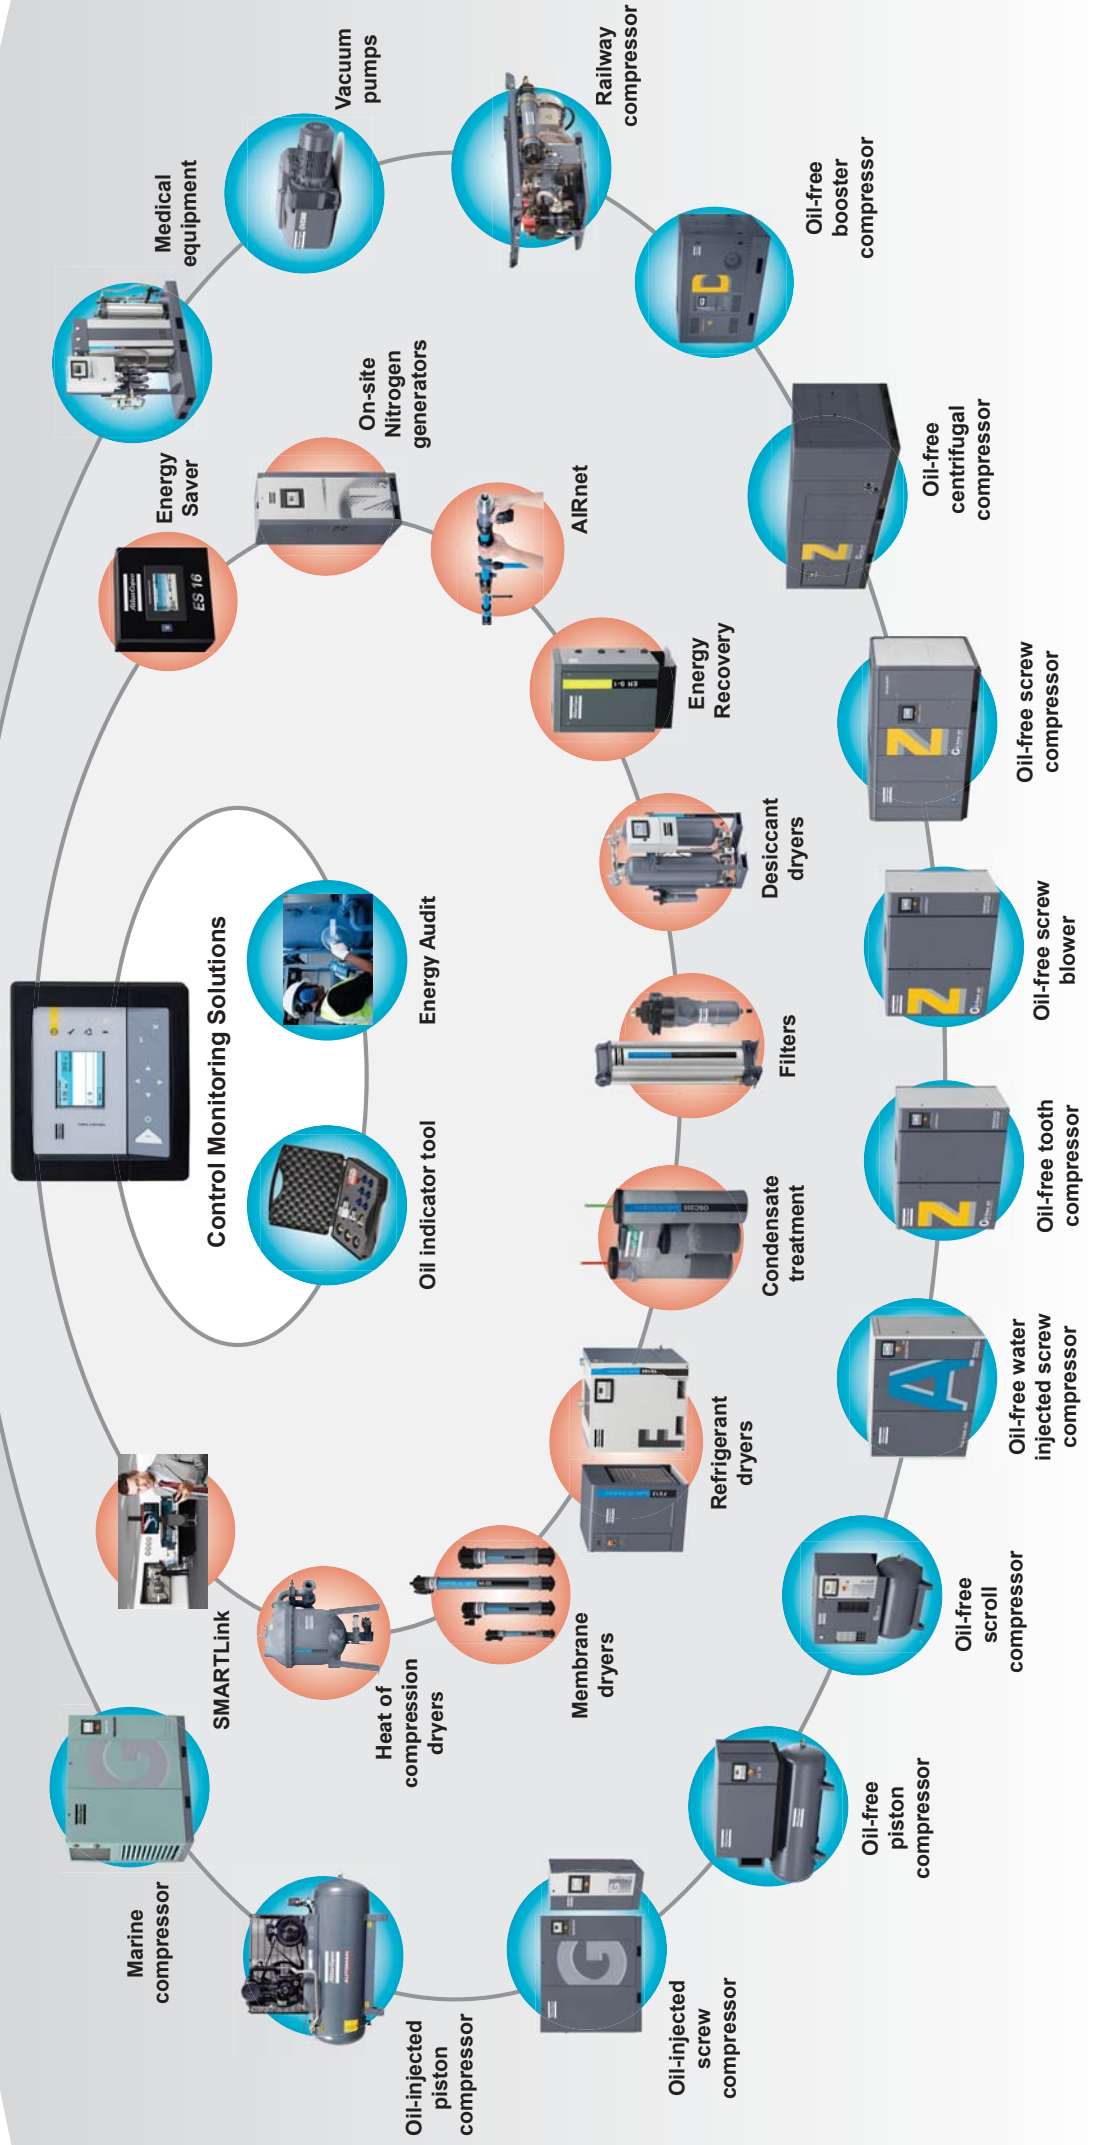 Control Monitoring Solutions
Oil indicator tool
Energy Audit
SMARTLink
Heat of
compression
dryers
Membrane
dryers
Refrigerant
dryers
Condensate
treatment
Filters
Desiccant
dryers
Energy
Recovery
AIRnet
On-site
Nitrogen
generators
Energy
Saver
Marine
compressor
Oil-injected
piston
compressor
Oil-injected
screw
compressor
Oil-free
piston
compressor
Oil-free
scroll
compressor
Oil-free water
injected screw
compressor
Oil-free tooth
compressor
Oil-free screw
blower
Oil-free screw
compressor
Oil-free
centrifugal
compressor
Oil-free
booster
compressor
Railway
compressor
Vacuum
pumps
Medical
equipment
Atlas Copco
ES 16
ER S-1
G
G
G
A
Z
Z
Z
Z
D
F